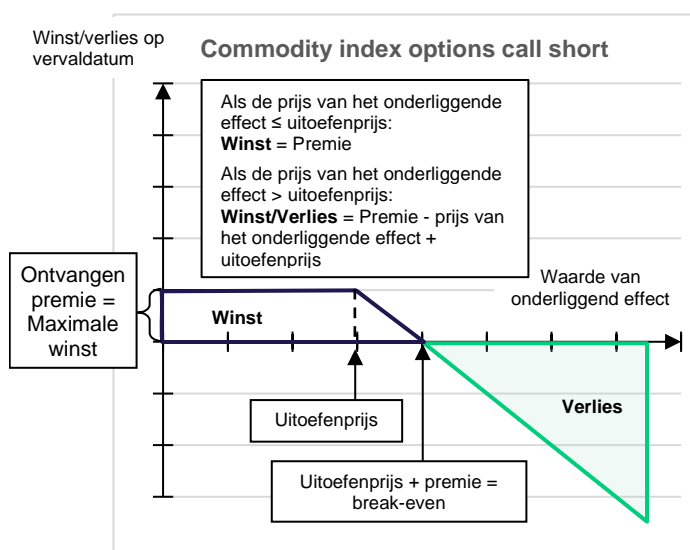 Winst/verlies op
vervaldatum
Commodity index options call short
Als de prijs van het onderliggende
effect ≤ uitoefenprijs:
Winst = Premie
Als de prijs van het onderliggende
effect > uitoefenprijs:
Winst/Verlies = Premie - prijs van
het onderliggende effect +
uitoefenprijs
Ontvangen
premie =
Maximale
winst
Waarde van
onderliggend effect
Winst
Verlies
Uitoefenprijs
Uitoefenprijs + premie =
break-even